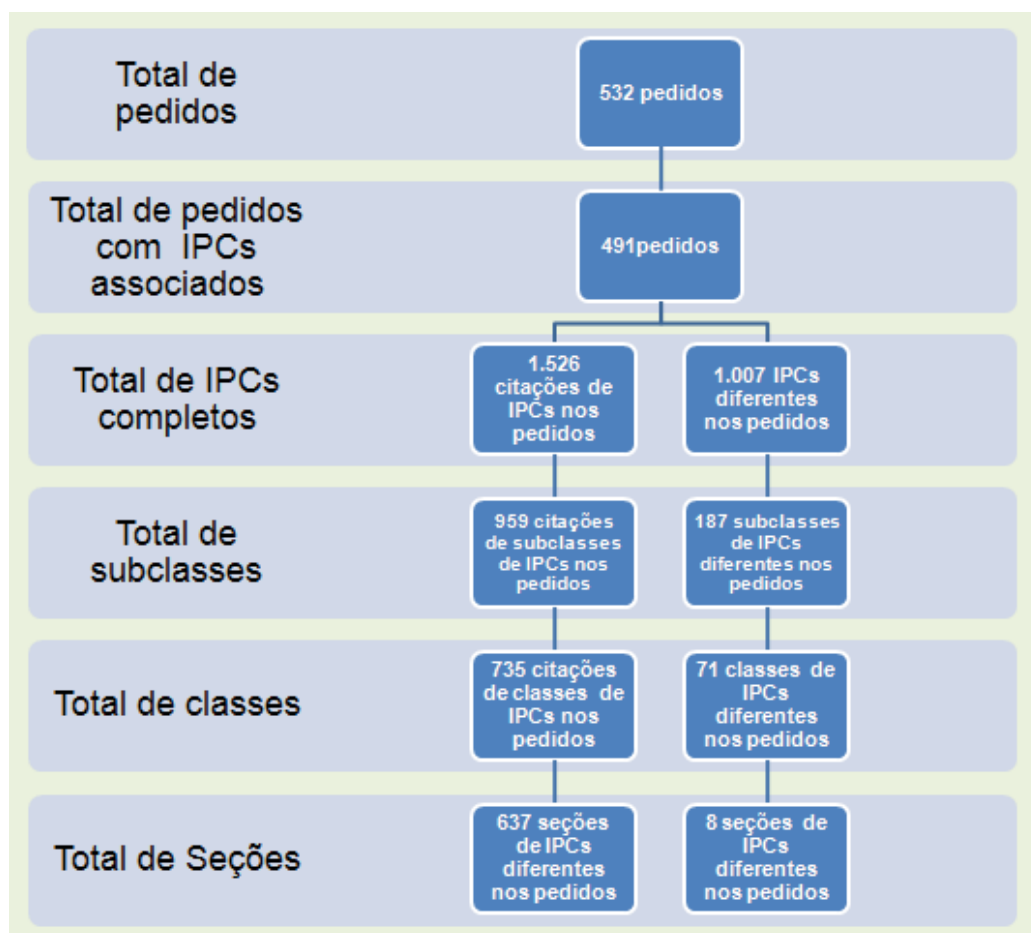 Total de
pedidos
532 pedidos
Total de pedidos
com IPCs
associados
491pedidos
Total de IPCs
completos
1.526
citações de
IPCs nos
pedidos
1.007 IPCs
diferentes
nos pedidos
Total de
subclasses
959 citações
de subclasses
de IPCs nos
pedidos
187 subclasses
de IPCs
diferentes nos
pedidos
Total de classes
735 citações
de classes de
IPCs nos
pedidos
71 classes de
IPCs
diferentes
nos pedidos
Total de Seções
637 seções
de IPCs
diferentes
nos pedidos
8 seções de
IPCs
diferentes
nos pedidos